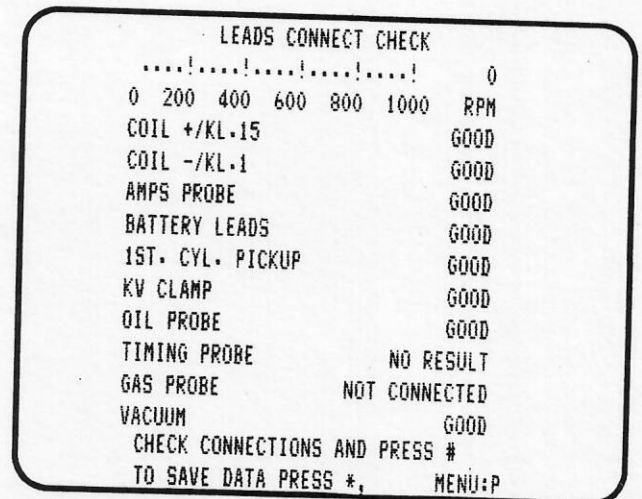 LEADS CONNECT CHECK
....!....!....!....!....! 0
0 200 400 600 800 1000 RPM
COIL +/KL.15 GOOD
COIL -/KL.1 GOOD
AMPS PROBE GOOD
BATTERY LEADS GOOD
1ST. CYL. PICKUP GOOD
KV CLAMP GOOD
OIL PROBE GOOD
TIMING PROBE NO RESULT
GAS PROBE NOT CONNECTED
VACUUM GOOD
CHECK CONNECTIONS AND PRESS #
TO SAVE DATA PRESS *, MENU:P